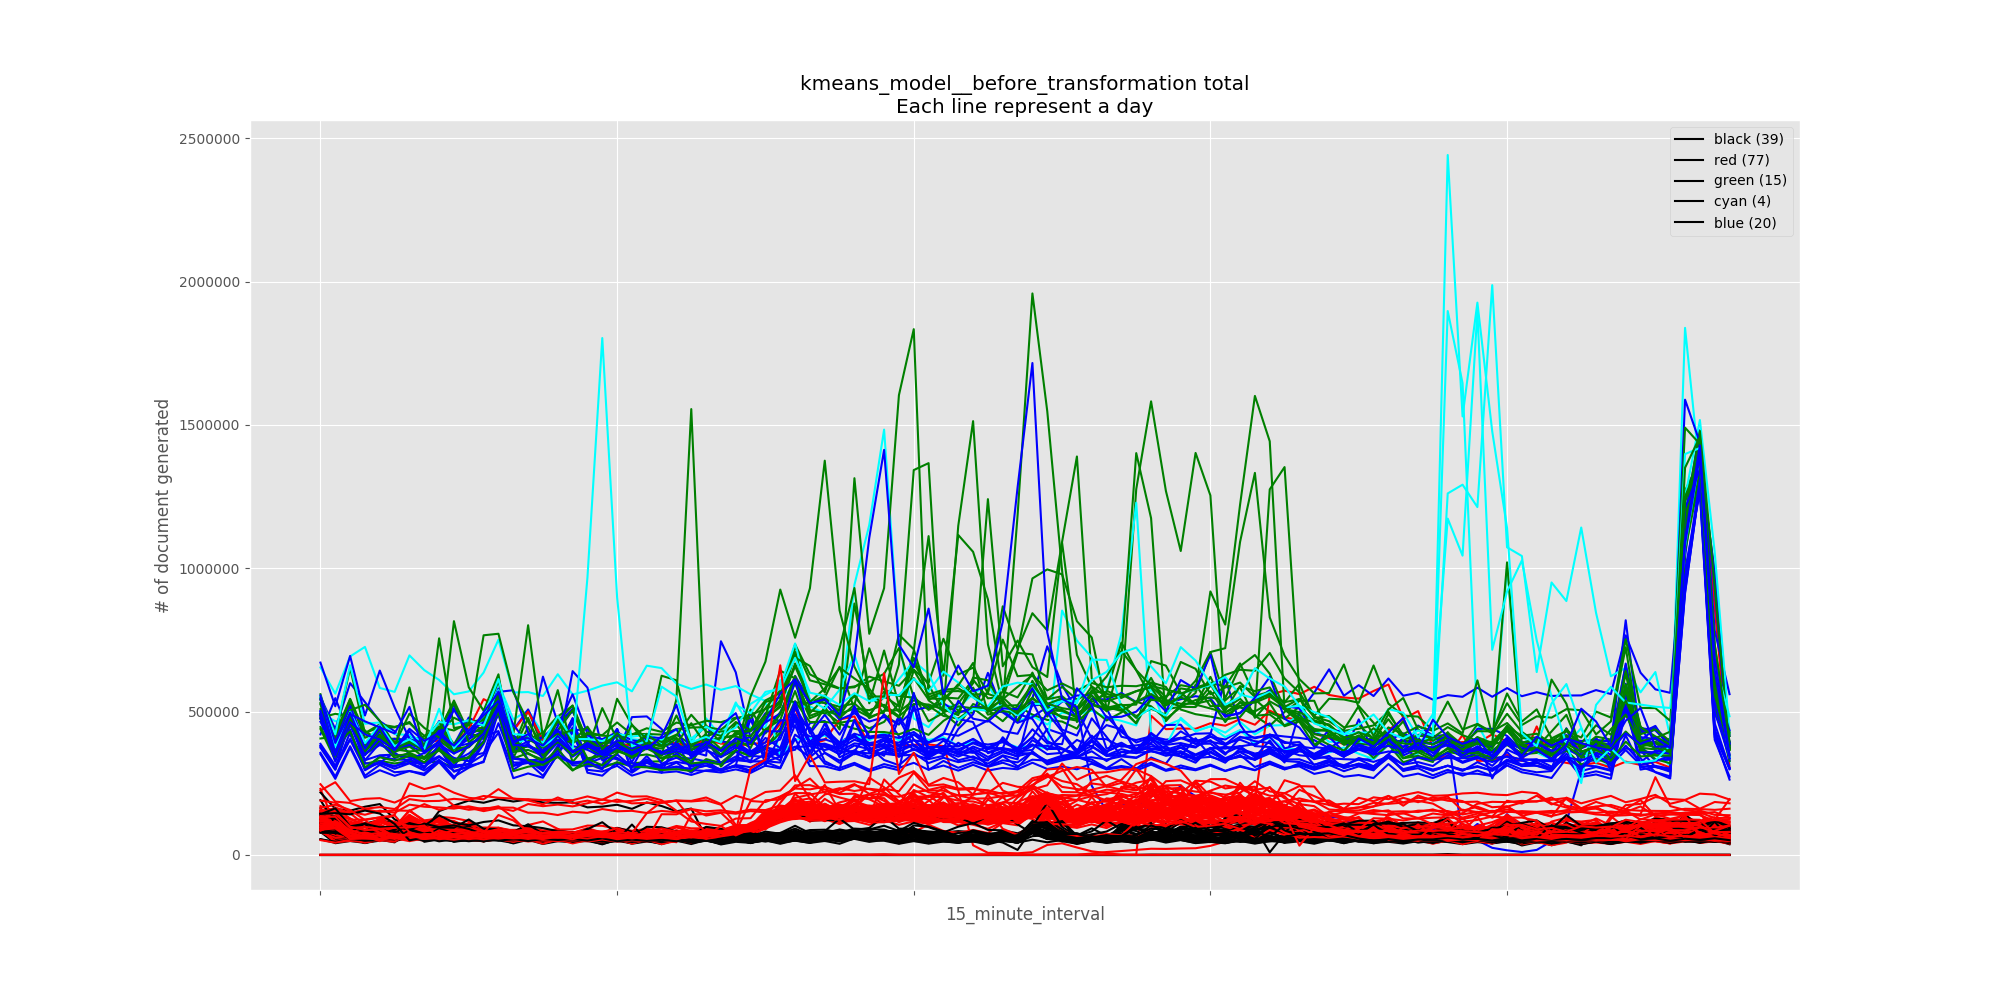 kmeans_model__before_transformation total
Each line represent a day
2500000
2000000
1500000
1000000
500000
0
# of document generated
15_minute_interval
black (39)
red (77)
green (15)
cyan (4)
blue (20)